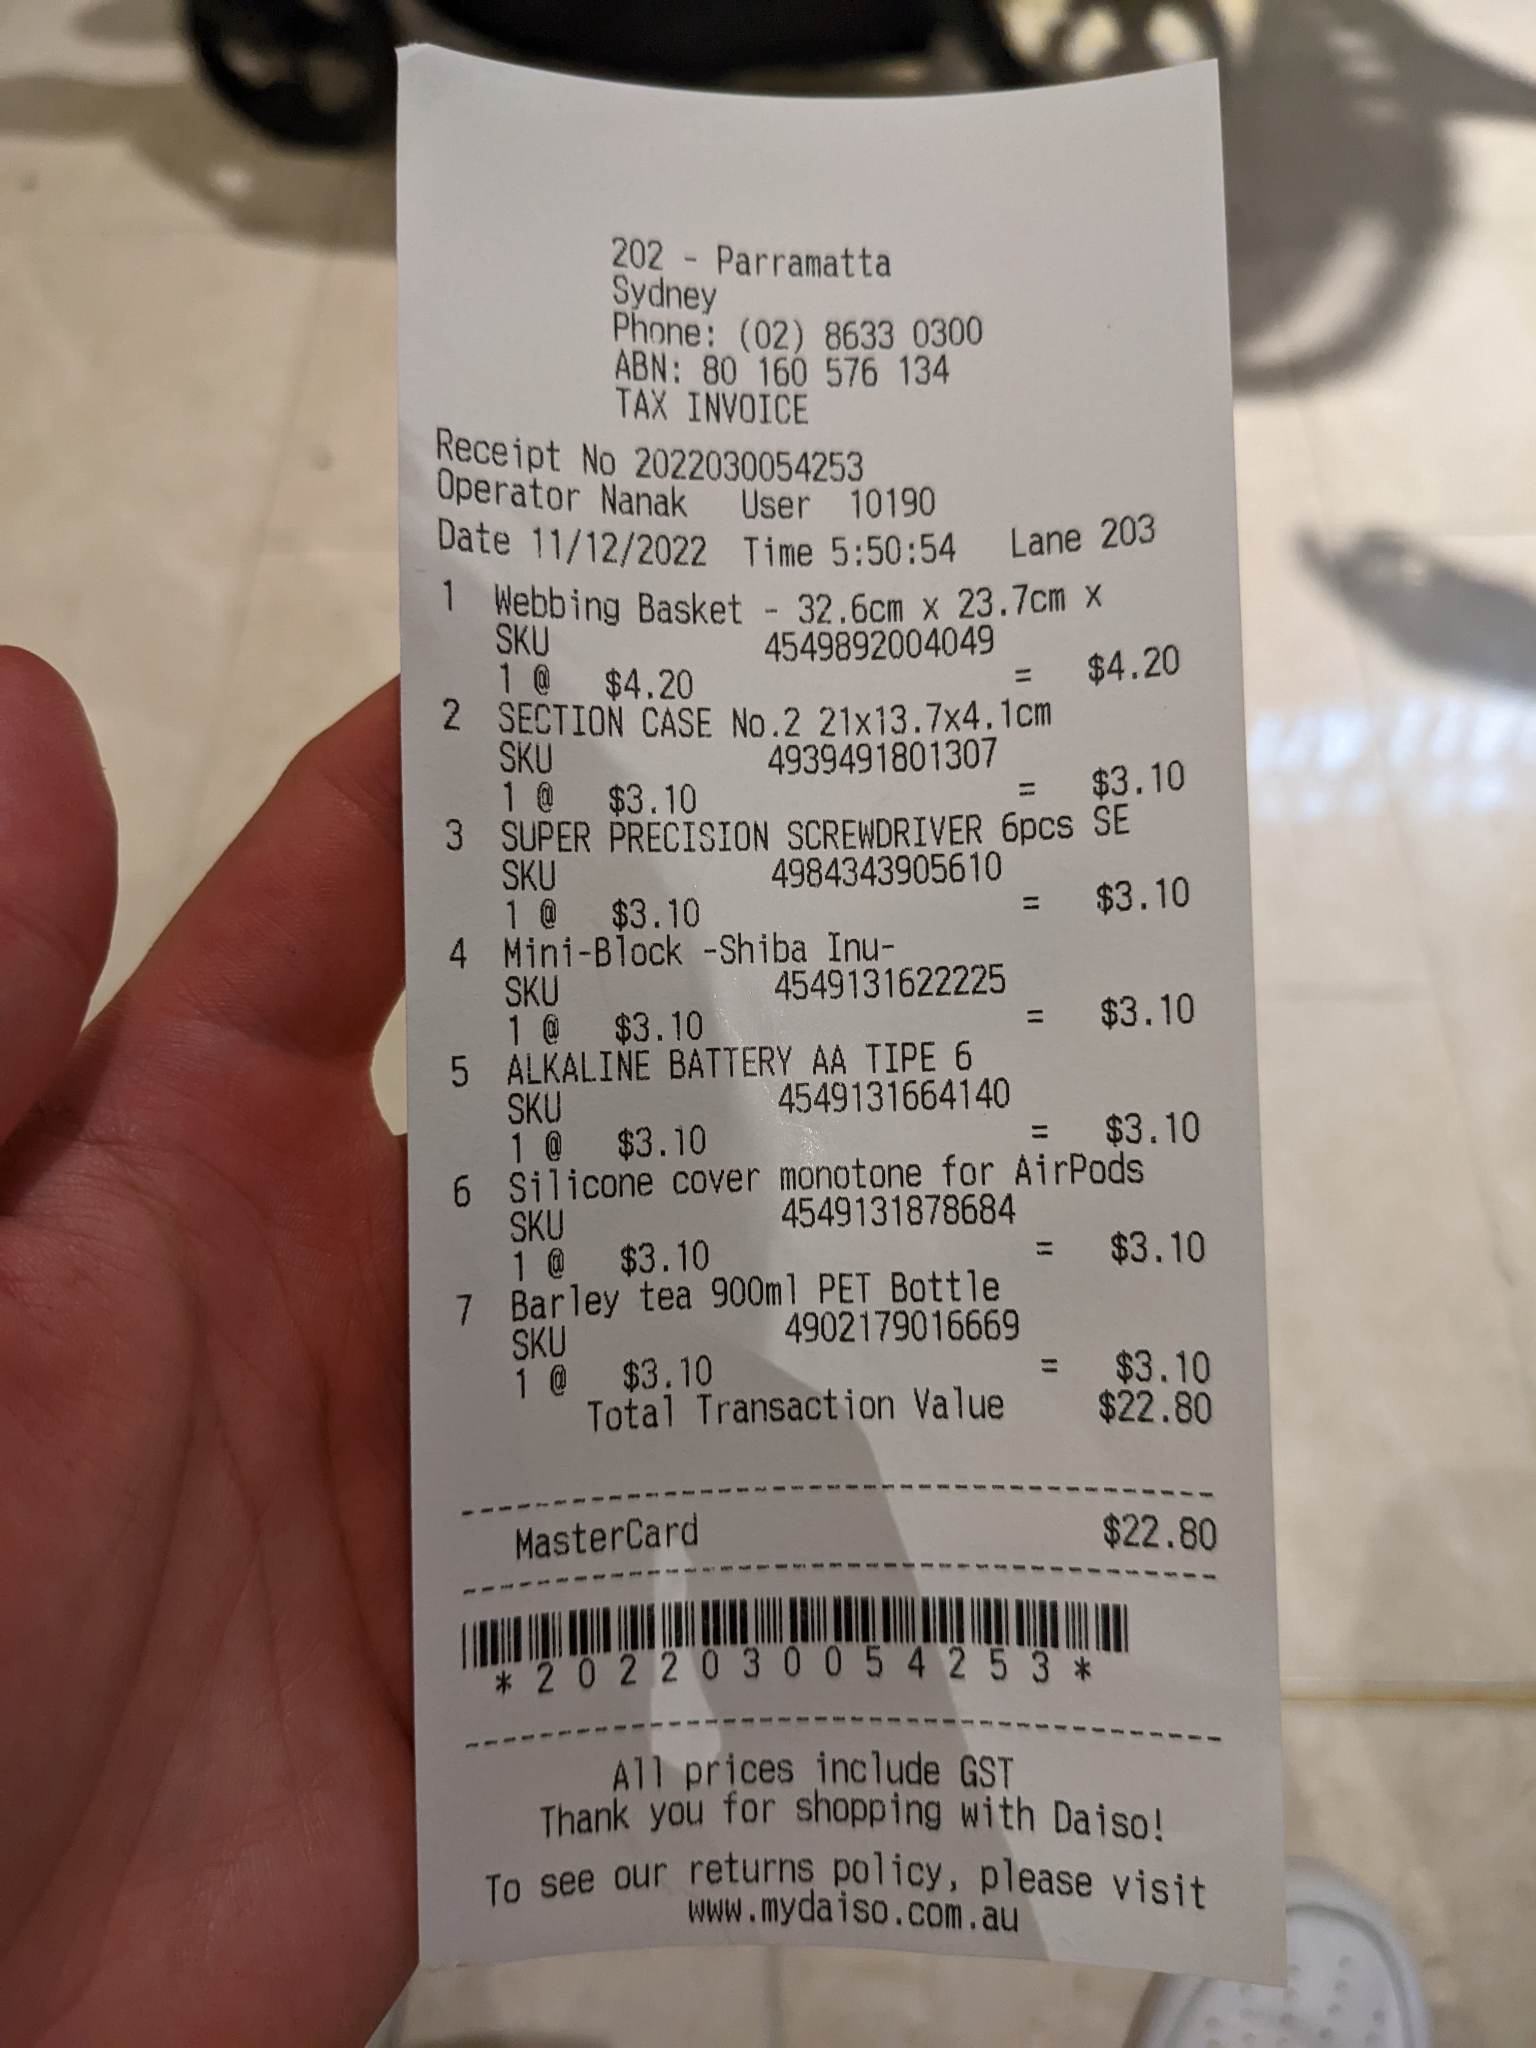 202 - Parramatta
Sydney
Phone: (02) 8633 0300
ABN: 80 160 576 134
TAX INVOICE
Receipt No 2022030054253
Operator Nanak User 10190
Date 11/12/2022 Time 5:50:54 Lane 203
1 Webbing Basket - 32.6cm x 23.7cm x
SKU 4549892004049
1 @ $4.20 = $4.20
2 SECTION CASE No.2 21x13.7x4.1cm
SKU 4939491801307
1 @ $3.10 = $3.10
3 SUPER PRECISION SCREWDRIVER 6pcs SE
SKU 4984343905610
1 @ $3.10 = $3.10
4 Mini-Block -Shiba Inu-
SKU 4549131622225
1 @ $3.10 = $3.10
5 ALKALINE BATTERY AA TIPE 6
SKU 4549131664140
1 @ $3.10 = $3.10
6 Silicone cover monotone for AirPods
SKU 4549131878684
1 @ $3.10 = $3.10
7 Barley tea 900ml PET Bottle
SKU 4902179016669
1 @ $3.10 = $3.10
Total Transaction Value $22.80
MasterCard $22.80
*2022030054253*
All prices include GST
Thank you for shopping with Daiso!
To see our returns policy, please visit
www.mydaiso.com.au